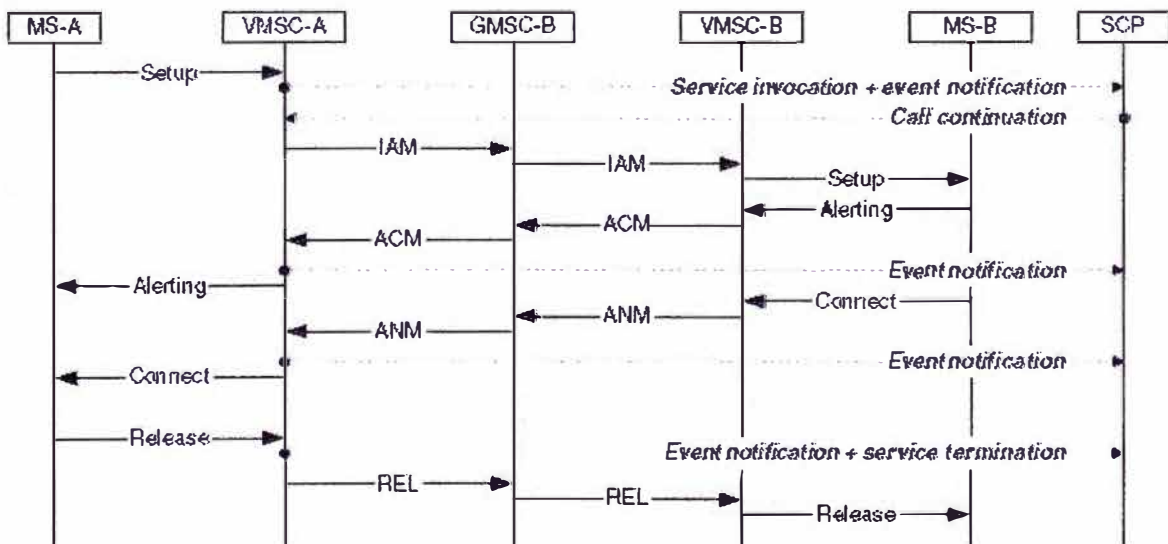 MS-A VMSC-A GMSC-B VMSC-B MS-B SCP
Setup
Service invocation + event notification
Call continuation
IAM
IAM
Setup
Alerting
ACM
ACM
Event notification
Alerting
Connect
ANM
ANM
Event notification
Connect
Release
Event notification + service termination
REL
REL
Release